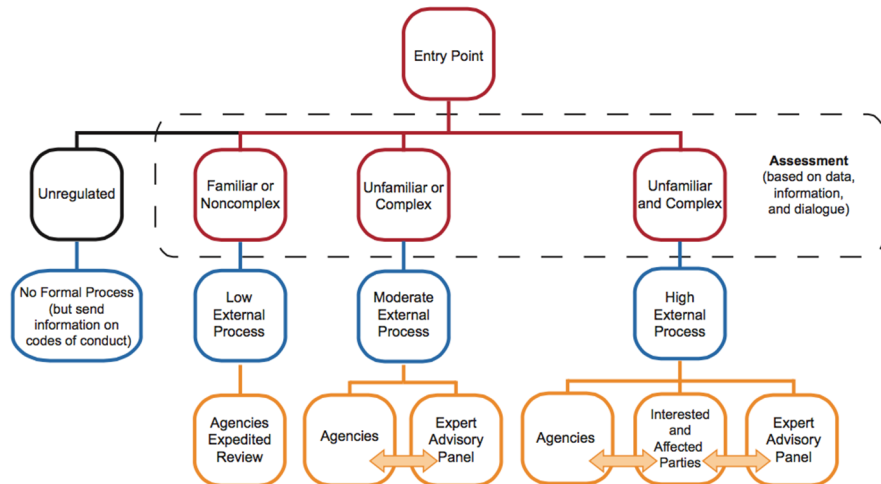 Entry Point
Unregulated
Familiar or
Noncomplex
Unfamiliar or
Complex
Unfamiliar
and Complex
Assessment
(based on data,
information,
and dialogue)
No Formal Process
(but send
information on
codes of conduct)
Low
External
Process
Moderate
External
Process
High
External
Process
Agencies
Expedited
Review
Agencies
Expert
Advisory
Panel
Agencies
Interested
and
Affected
Parties
Expert
Advisory
Panel